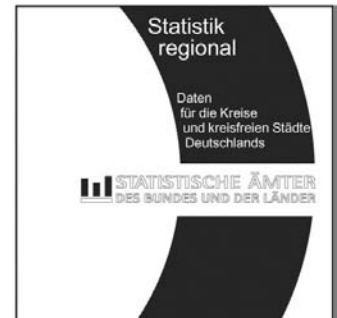 Statistik
regional
Daten
für die Kreise
und kreisfreien Städte
Deutschlands
STATISTISCHE ÄMTER
DES BUNDES UND DER LÄNDER